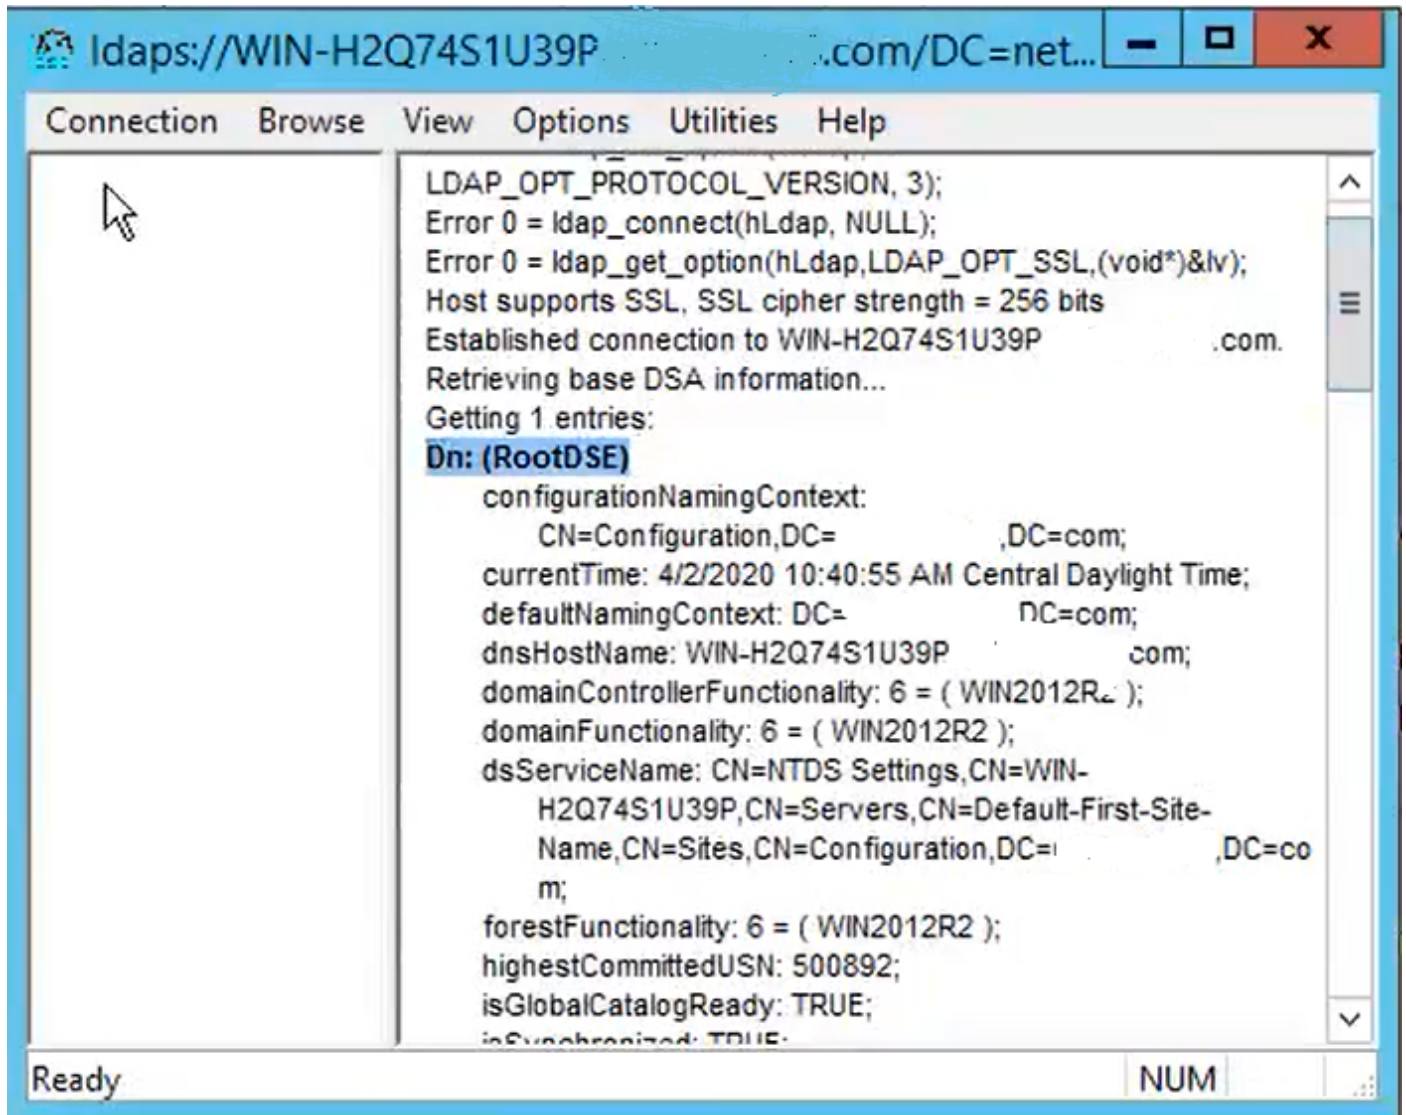 ldaps://WIN-H2Q74S1U39P .com/DC=net...
Connection Browse View Options Utilities Help
LDAP_OPT_PROTOCOL_VERSION, 3);
Error 0 = ldap_connect(hLdap, NULL);
Error 0 = ldap_get_option(hLdap,LDAP_OPT_SSL,(void*)&lv);
Host supports SSL, SSL cipher strength = 256 bits
Established connection to WIN-H2Q74S1U39P .com.
Retrieving base DSA information...
Getting 1 entries:
Dn: (RootDSE)
configurationNamingContext:
CN=Configuration,DC= ,DC=com;
currentTime: 4/2/2020 10:40:55 AM Central Daylight Time;
defaultNamingContext: DC= DC=com;
dnsHostName: WIN-H2Q74S1U39P com;
domainControllerFunctionality: 6 = ( WIN2012R2 );
domainFunctionality: 6 = ( WIN2012R2 );
dsServiceName: CN=NTDS Settings,CN=WIN-
H2Q74S1U39P,CN=Servers,CN=Default-First-Site-
Name,CN=Sites,CN=Configuration,DC= ,DC=co
m;
forestFunctionality: 6 = ( WIN2012R2 );
highestCommittedUSN: 500892;
isGlobalCatalogReady: TRUE;
isSynchronized: TRUE;
Ready NUM